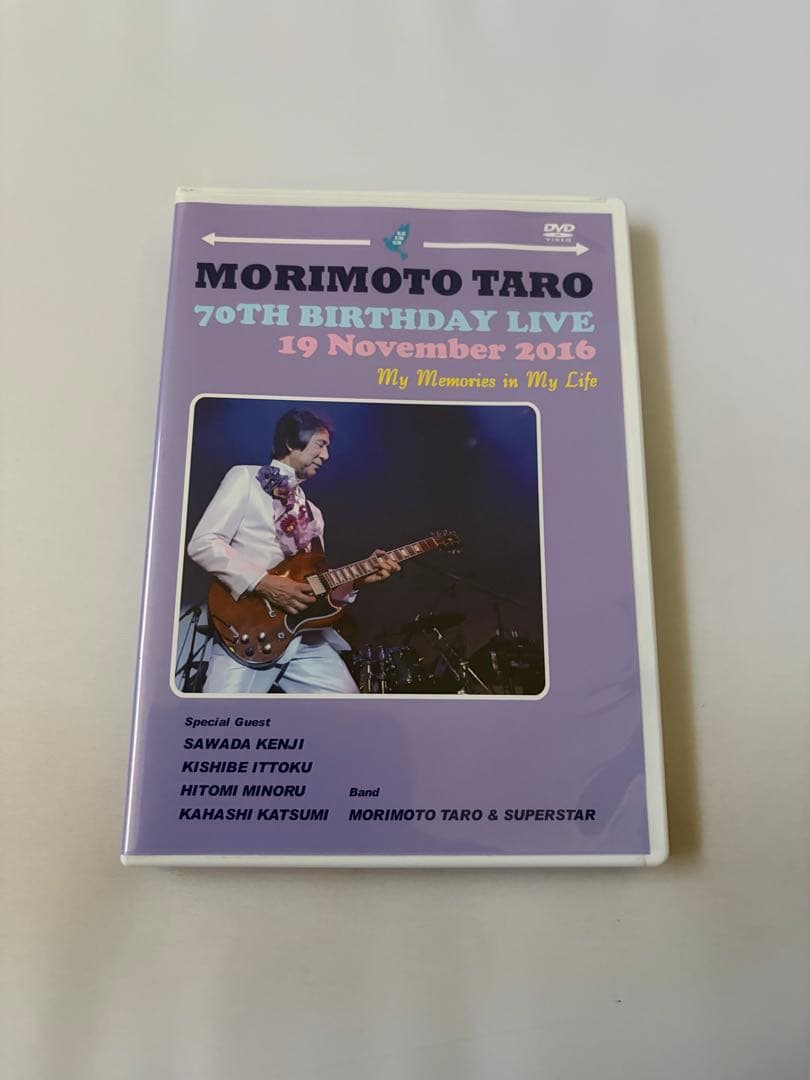 DVD
VIDEO
MORIMOTO TARO
70TH BIRTHDAY LIVE
19 November 2016
My Memories in My Life
Special Guest
SAWADA KENJI
KISHIBE ITTOKU
HITOMI MINORU
KAHASHI KATSUMI
Band
MORIMOTO TARO & SUPERSTAR